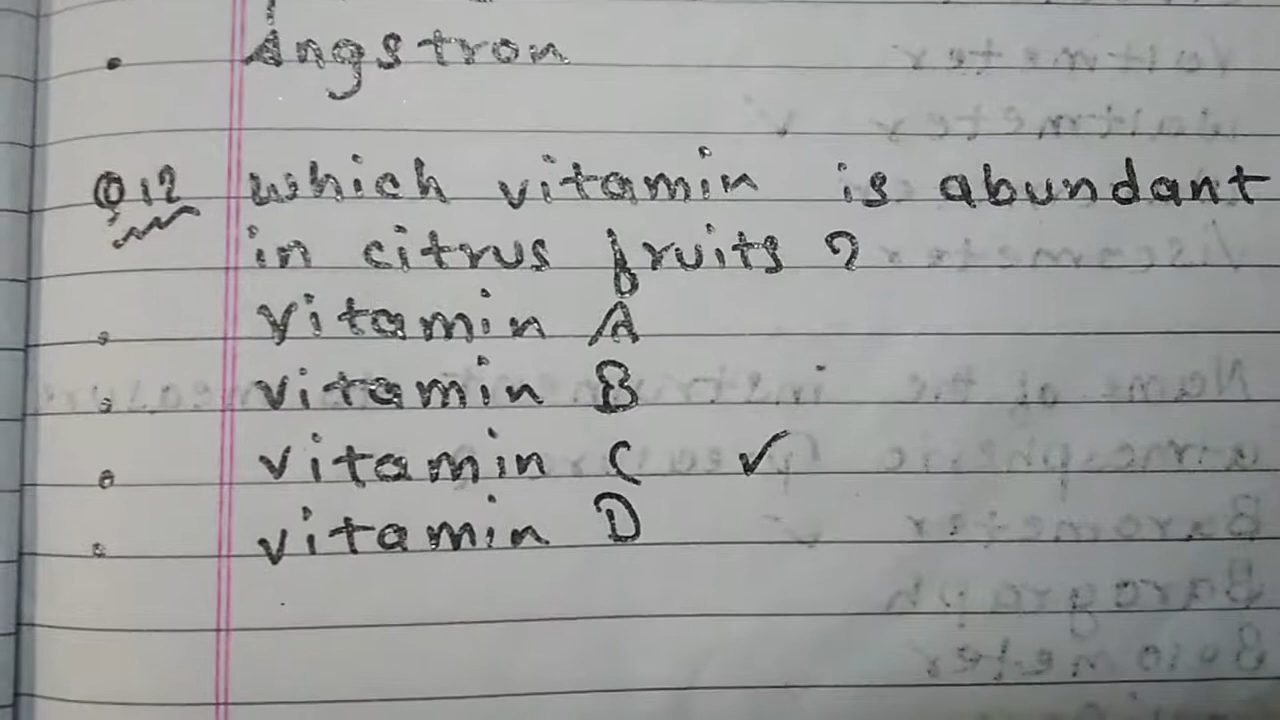 • Angstron
Q12 which vitamin is abundant
in citrus fruits ?
• vitamin A
• vitamin B
• vitamin C ✓
• vitamin D